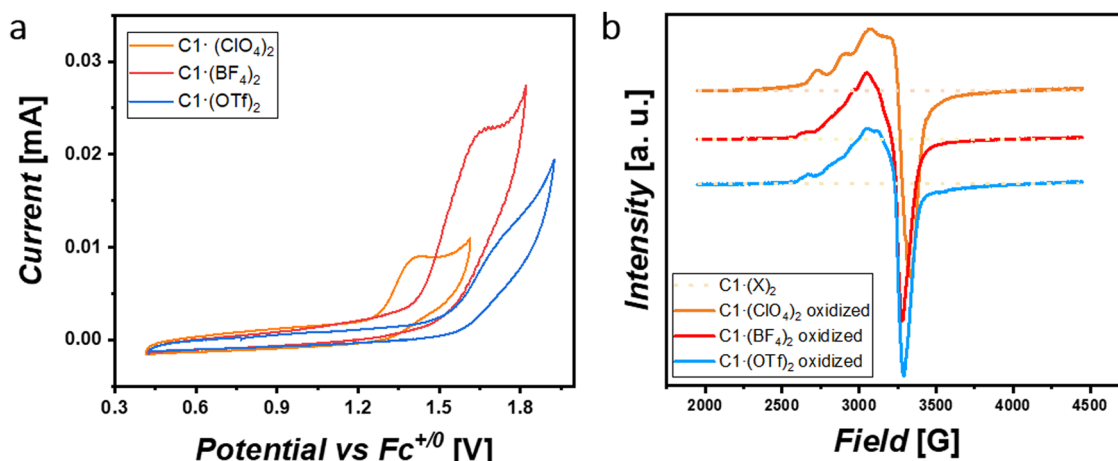 a
C1· (ClO₄)₂
C1·(BF₄)₂
C1·(OTf)₂
0.03
0.02
0.01
0.00
Current [mA]
0.3 0.6 0.9 1.2 1.5 1.8
Potential vs Fc⁺/⁰ [V]
b
Intensity [a. u.]
C1·(X)₂
C1·(ClO₄)₂ oxidized
C1·(BF₄)₂ oxidized
C1·(OTf)₂ oxidized
2000 2500 3000 3500 4000 4500
Field [G]